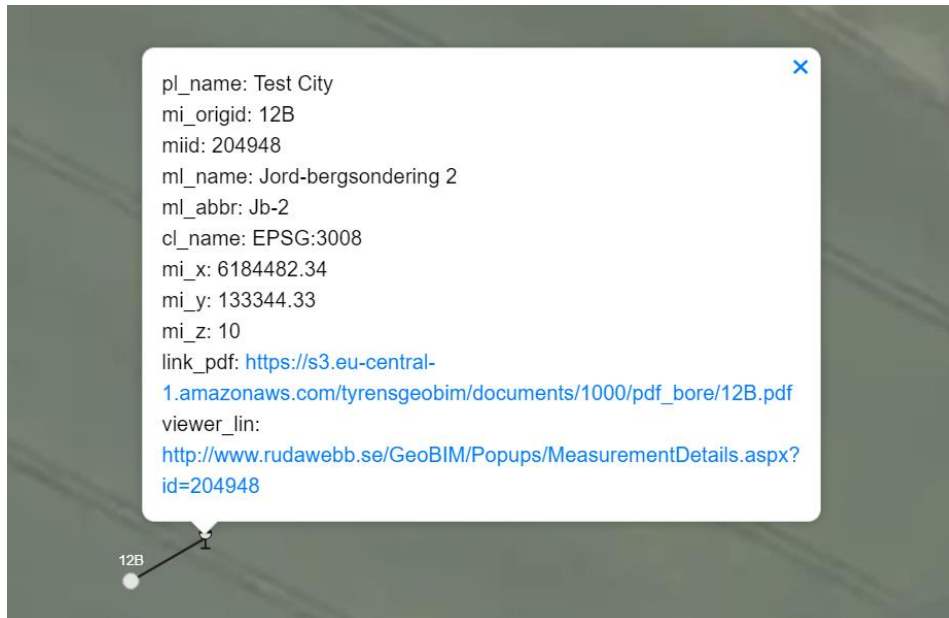 pl_name: Test City
mi_origid: 12B
miid: 204948
ml_name: Jord-bergsondering 2
ml_abbr: Jb-2
cl_name: EPSG:3008
mi_x: 6184482.34
mi_y: 133344.33
mi_z: 10
link_pdf: https://s3.eu-central-
1.amazonaws.com/tyrensgeobim/documents/1000/pdf_bore/12B.pdf
viewer_lin:
http://www.rudawebb.se/GeoBIM/Popups/MeasurementDetails.aspx?
id=204948
12B